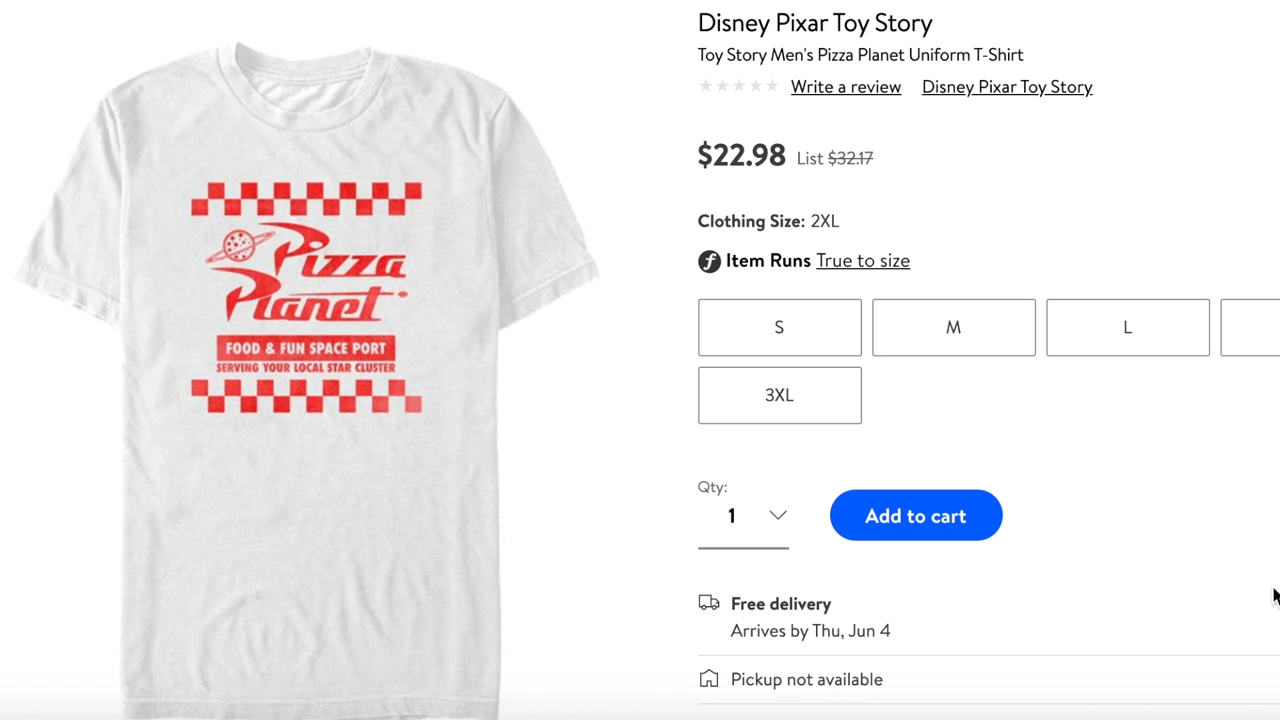 Pizza
Planet
FOOD & FUN SPACE PORT
SERVING YOUR LOCAL STAR CLUSTER
Disney Pixar Toy Story
Toy Story Men's Pizza Planet Uniform T-Shirt
Write a review Disney Pixar Toy Story
$22.98 List $32.17
Clothing Size: 2XL
Item Runs True to size
S M L
3XL
Qty:
1 Add to cart
Free delivery
Arrives by Thu, Jun 4
Pickup not available